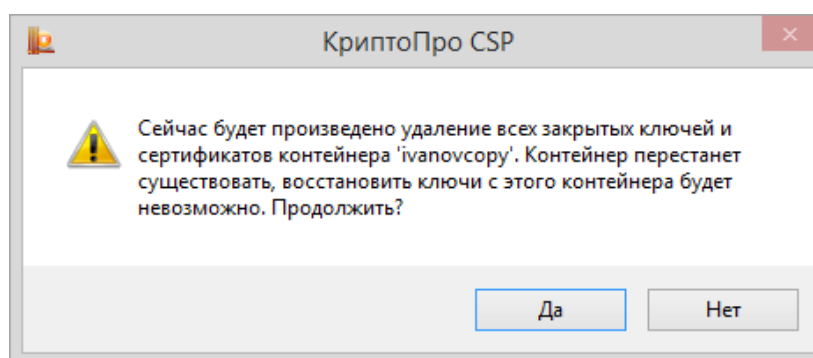 КриптоПро CSP
Сейчас будет произведено удаление всех закрытых ключей и
сертификатов контейнера 'ivanovcopy'. Контейнер перестанет
существовать, восстановить ключи с этого контейнера будет
невозможно. Продолжить?
Да
Нет